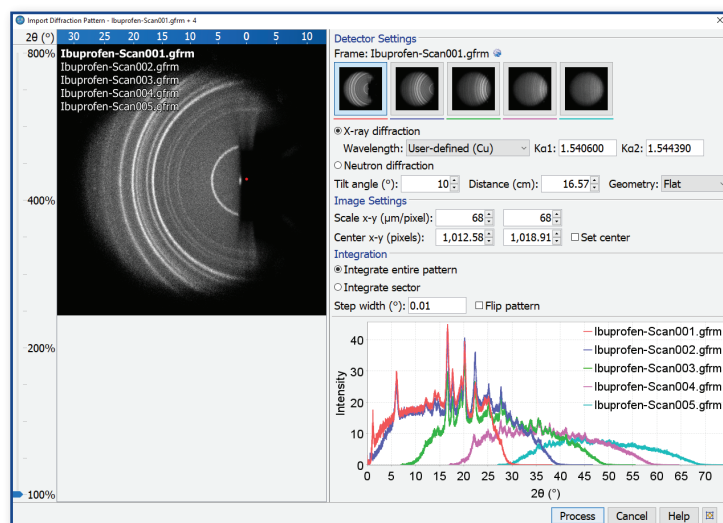 Import Diffraction Pattern - Ibuprofen-Scan001.gfrm + 4
2θ (°) 30 25 20 15 10 5 0 5 10
800%
400%
200%
100%
Ibuprofen-Scan001.gfrm
Ibuprofen-Scan002.gfrm
Ibuprofen-Scan003.gfrm
Ibuprofen-Scan004.gfrm
Ibuprofen-Scan005.gfrm
Detector Settings
Frame: Ibuprofen-Scan001.gfrm
X-ray diffraction
Wavelength: User-defined (Cu) Kα1: 1.540600 Kα2: 1.544390
Neutron diffraction
Tilt angle (°): 10 Distance (cm): 16.57 Geometry: Flat
Image Settings
Scale x-y (µm/pixel): 68 68
Center x-y (pixels): 1,012.58 1,018.91 Set center
Integration
Integrate entire pattern
Integrate sector
Step width (°): 0.01 Flip pattern
Intensity
40
30
20
10
0
Ibuprofen-Scan001.gfrm
Ibuprofen-Scan002.gfrm
Ibuprofen-Scan003.gfrm
Ibuprofen-Scan004.gfrm
Ibuprofen-Scan005.gfrm
0 5 10 15 20 25 30 35 40 45 50 55 60 65 70
2θ (°)
Process Cancel Help